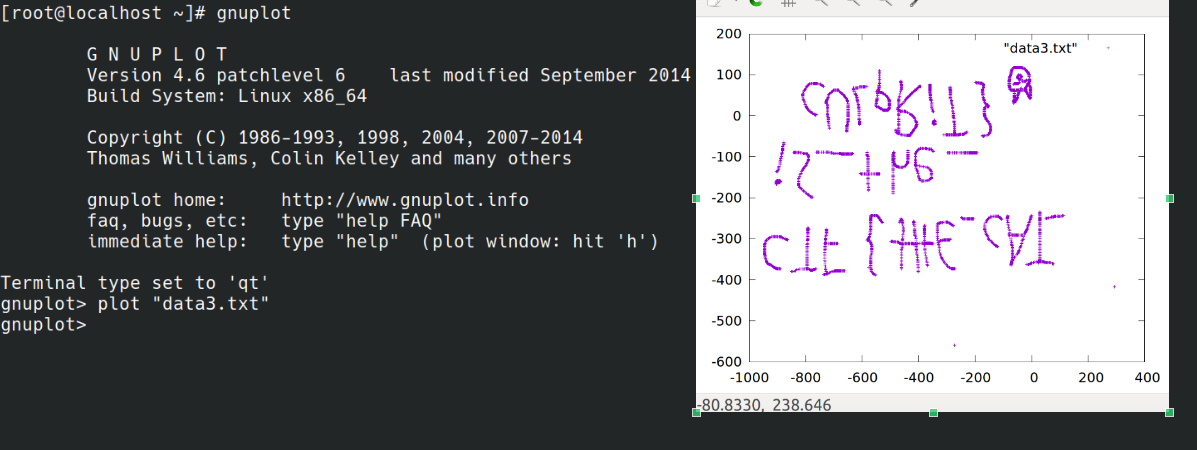 [root@localhost ~]# gnuplot
G N U P L O T
Version 4.6 patchlevel 6    last modified September 2014
Build System: Linux x86_64
Copyright (C) 1986-1993, 1998, 2004, 2007-2014
Thomas Williams, Colin Kelley and many others
gnuplot home:     http://www.gnuplot.info
faq, bugs, etc:   type "help FAQ"
immediate help:   type "help"  (plot window: hit 'h')
Terminal type set to 'qt'
gnuplot> plot "data3.txt"
gnuplot>
"data3.txt"
200
100
0
-100
-200
-300
-400
-500
-600
-1000 -800 -600 -400 -200 0 200 400
-80.8330, 238.646